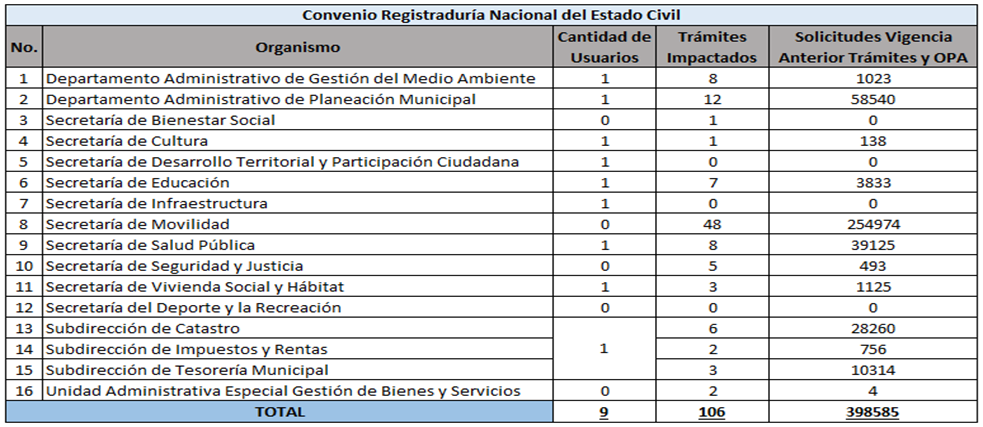 Convenio Registraduría Nacional del Estado Civil
No. Organismo Cantidad de Usuarios Trámites Impactados Solicitudes Vigencia Anterior Trámites y OPA
1 Departamento Administrativo de Gestión del Medio Ambiente 1 8 1023
2 Departamento Administrativo de Planeación Municipal 1 12 58540
3 Secretaría de Bienestar Social 0 1 0
4 Secretaría de Cultura 1 1 138
5 Secretaría de Desarrollo Territorial y Participación Ciudadana 1 0 0
6 Secretaría de Educación 1 7 3833
7 Secretaría de Infraestructura 1 0 0
8 Secretaría de Movilidad 0 48 254974
9 Secretaría de Salud Pública 1 8 39125
10 Secretaría de Seguridad y Justicia 0 5 493
11 Secretaría de Vivienda Social y Hábitat 1 3 1125
12 Secretaría del Deporte y la Recreación 0 0 0
13 Subdirección de Catastro 6 28260
14 Subdirección de Impuestos y Rentas 1 2 756
15 Subdirección de Tesorería Municipal 3 10314
16 Unidad Administrativa Especial Gestión de Bienes y Servicios 0 2 4
TOTAL 9 106 398585